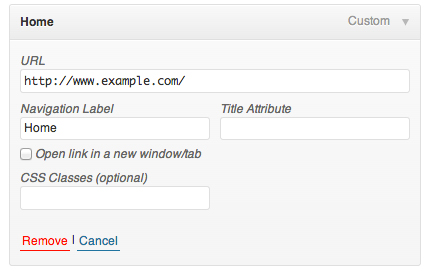 Home Custom
URL
http://www.example.com/
Navigation Label Title Attribute
Home
Open link in a new window/tab
CSS Classes (optional)
Remove | Cancel